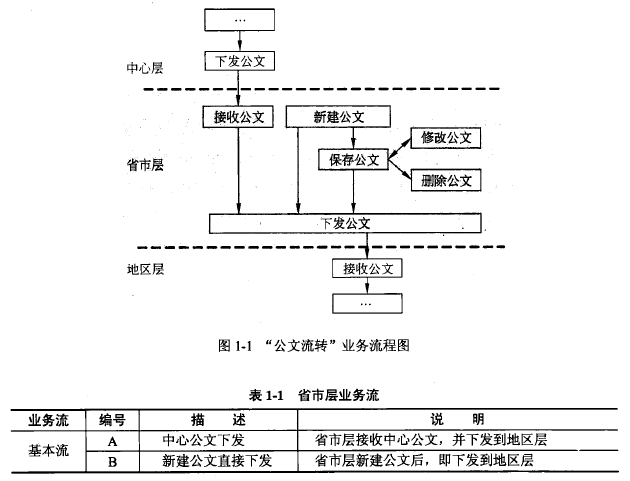 …
下发公文
中心层
接收公文 新建公文
修改公文
保存公文
省市层
删除公文
下发公文
地区层
接收公文
…
图 1-1 “公文流转”业务流程图
表 1-1 省市层业务流
业务流 编号 描 述 说 明
基本流 A 中心公文下发 省市层接收中心公文，并下发到地区层
B 新建公文直接下发 省市层新建公文后，即下发到地区层